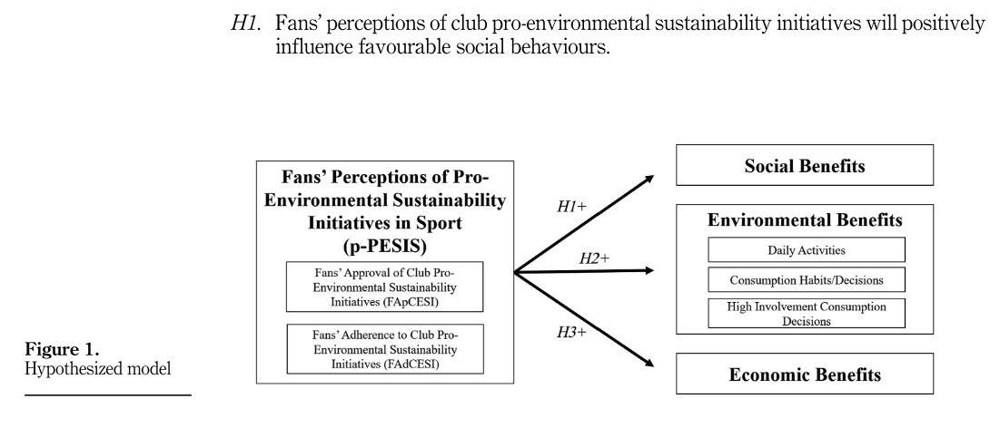 H1. Fans' perceptions of club pro-environmental sustainability initiatives will positively
influence favourable social behaviours.
Fans' Perceptions of Pro-
Environmental Sustainability
Initiatives in Sport
(p-PESIS)
Fans' Approval of Club Pro-
Environmental Sustainability
Initiatives (FApCESI)
Fans' Adherence to Club Pro-
Environmental Sustainability
Initiatives (FAdCESI)
H1+
H2+
H3+
Social Benefits
Environmental Benefits
Daily Activities
Consumption Habits/Decisions
High Involvement Consumption
Decisions
Economic Benefits
Figure 1.
Hypothesized model